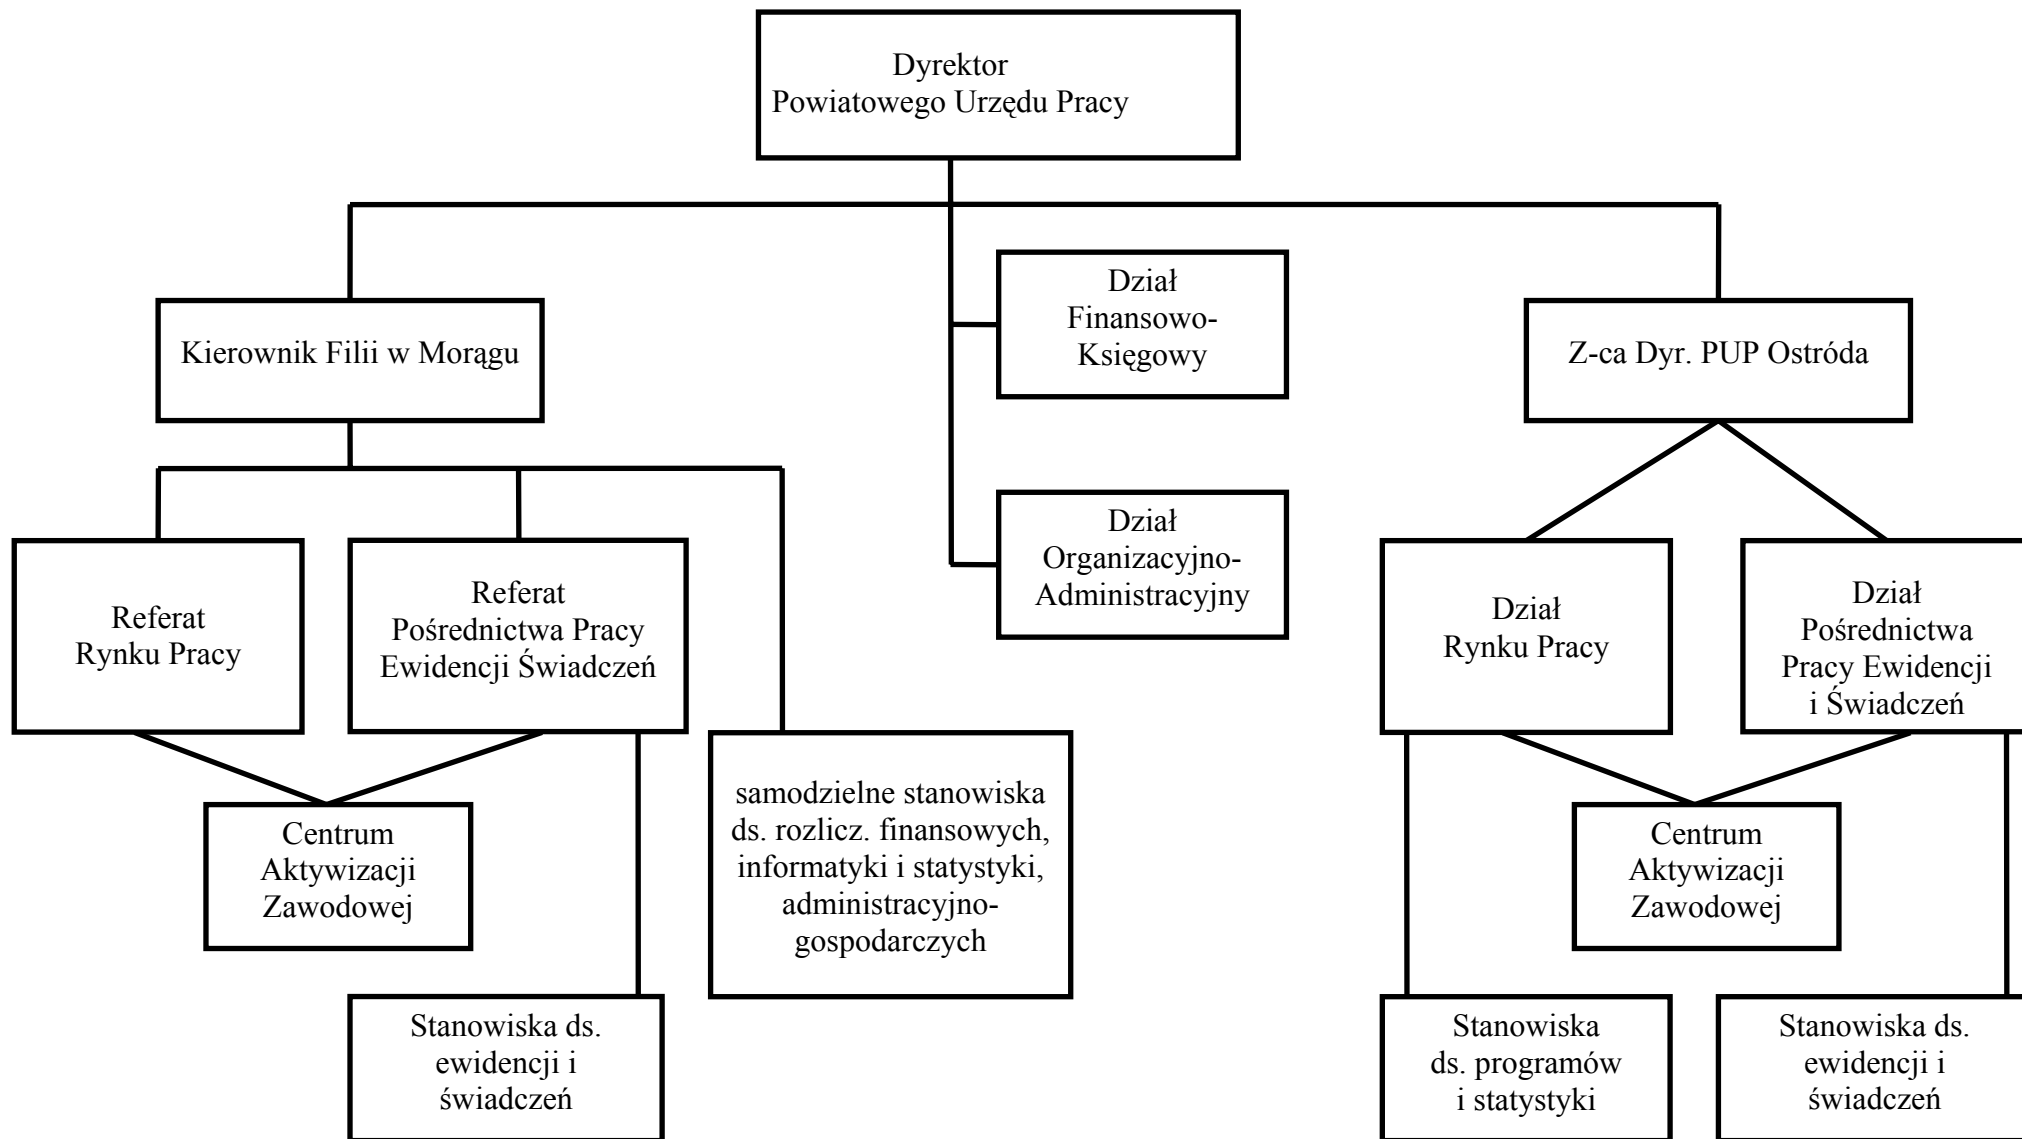 Dyrektor
Powiatowego Urzędu Pracy
Kierownik Filii w Morągu
Dział
Finansowo-
Księgowy
Z-ca Dyr. PUP Ostróda
Dział
Organizacyjno-
Administracyjny
Referat
Rynku Pracy
Referat
Pośrednictwa Pracy
Ewidencji Świadczeń
Dział
Rynku Pracy
Dział
Pośrednictwa
Pracy Ewidencji
i Świadczeń
Centrum
Aktywizacji
Zawodowej
samodzielne stanowiska
ds. rozlicz. finansowych,
informatyki i statystyki,
administracyjno-
gospodarczych
Centrum
Aktywizacji
Zawodowej
Stanowiska ds.
ewidencji i
świadczeń
Stanowiska
ds. programów
i statystyki
Stanowiska ds.
ewidencji i
świadczeń